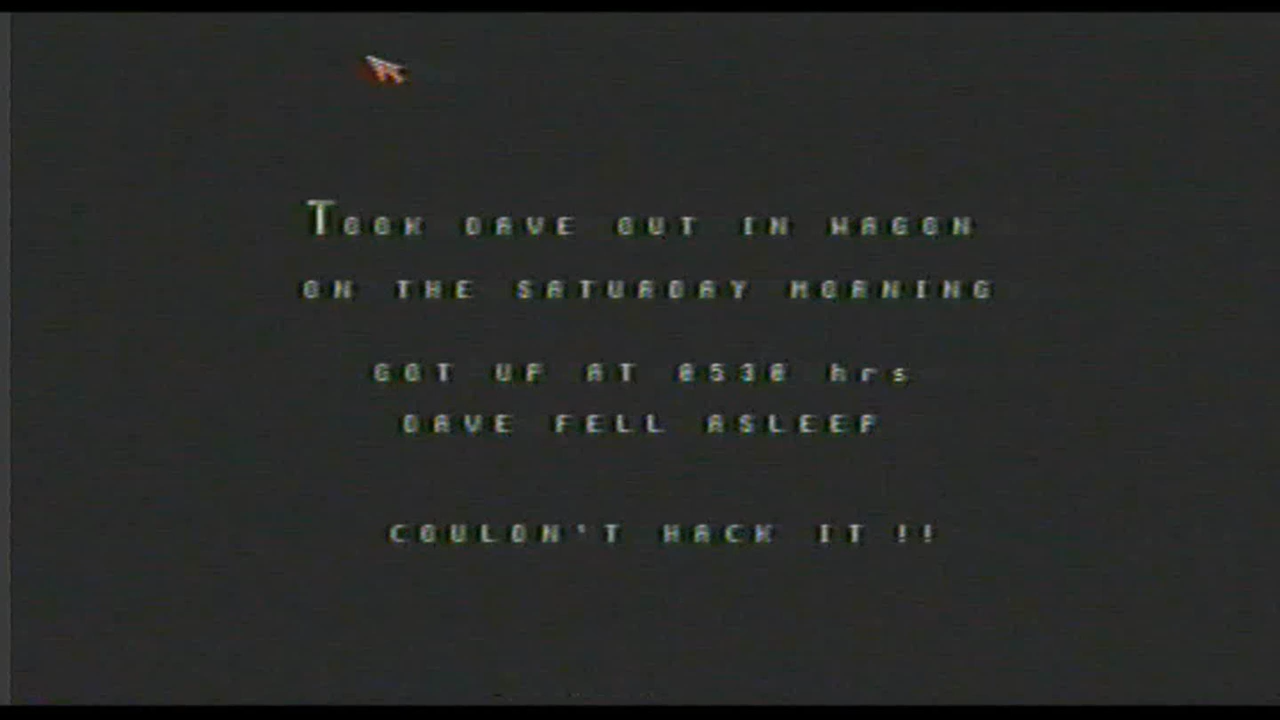 Took DAVE OUT IN WAGON
ON THE SATURDAY MORNING
GOT UP AT 0530 hrs
DAVE FELL ASLEEP
COULDN'T HACK IT !!